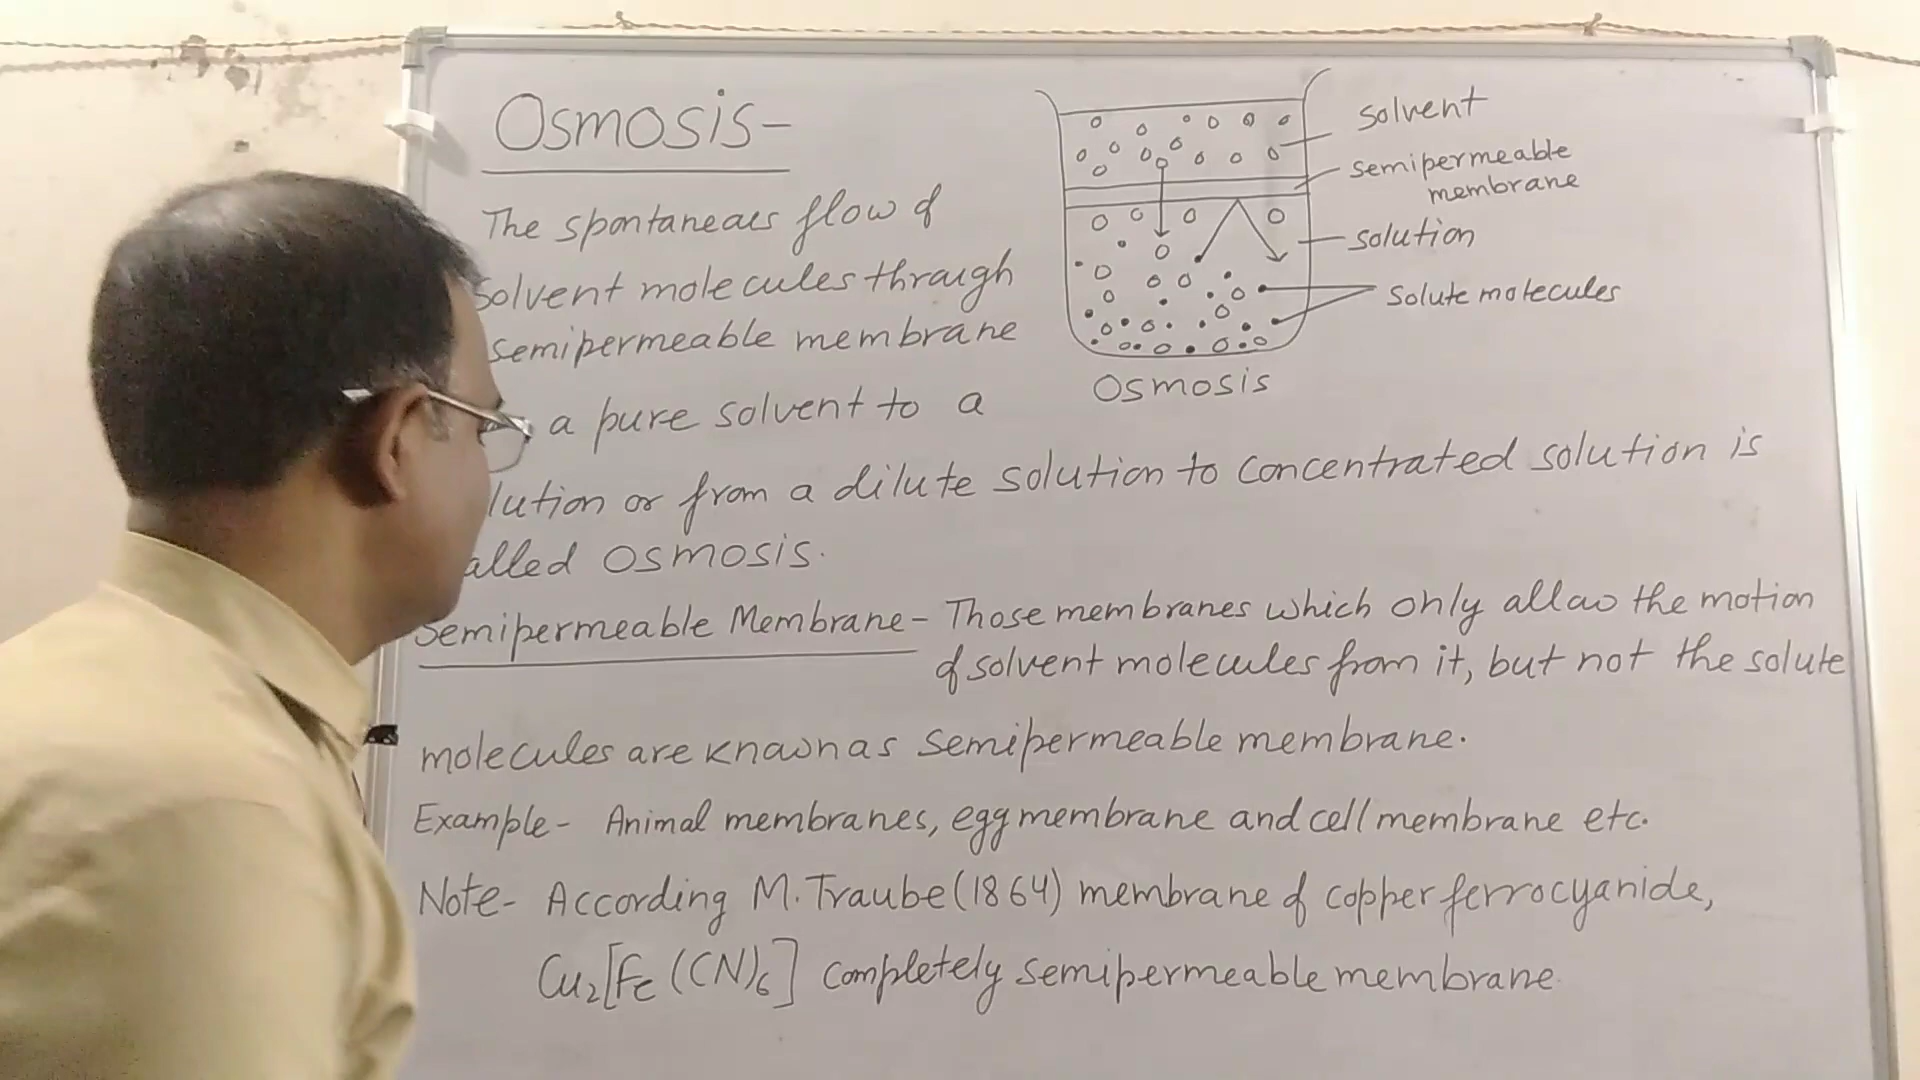 Osmosis-
The spontaneous flow of
solvent molecules through
semipermeable membrane
a pure solvent to a
lution or from a dilute solution to concentrated solution is
alled osmosis.
Semipermeable Membrane- Those membranes which only allow the motion
of solvent molecules from it, but not the solute
molecules are known as semipermeable membrane.
Example- Animal membranes, egg membrane and cell membrane etc.
Note- According M. Traube (1864) membrane of copper ferrocyanide,
Cu₂[Fe(CN)₆] completely semipermeable membrane
solvent
semipermeable
membrane
solution
solute molecules
Osmosis